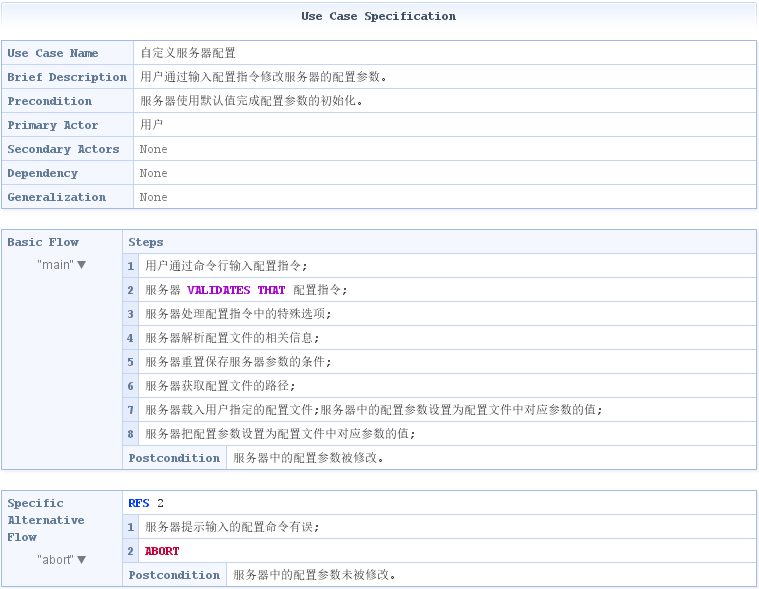 Use Case Specification
Use Case Name 自定义服务器配置
Brief Description 用户通过输入配置指令修改服务器的配置参数。
Precondition 服务器使用默认值完成配置参数的初始化。
Primary Actor 用户
Secondary Actors None
Dependency None
Generalization None
Basic Flow Steps
"main" ▼
1 用户通过命令行输入配置指令;
2 服务器 VALIDATES THAT 配置指令;
3 服务器处理配置指令中的特殊选项;
4 服务器解析配置文件的相关信息;
5 服务器重置保存服务器参数的条件;
6 服务器获取配置文件的路径;
7 服务器载入用户指定的配置文件;服务器中的配置参数设置为配置文件中对应参数的值;
8 服务器把配置参数设置为配置文件中对应参数的值;
Postcondition 服务器中的配置参数被修改。
Specific
Alternative
Flow
"abort" ▼
RFS 2
1 服务器提示输入的配置命令有误;
2 ABORT
Postcondition 服务器中的配置参数未被修改。